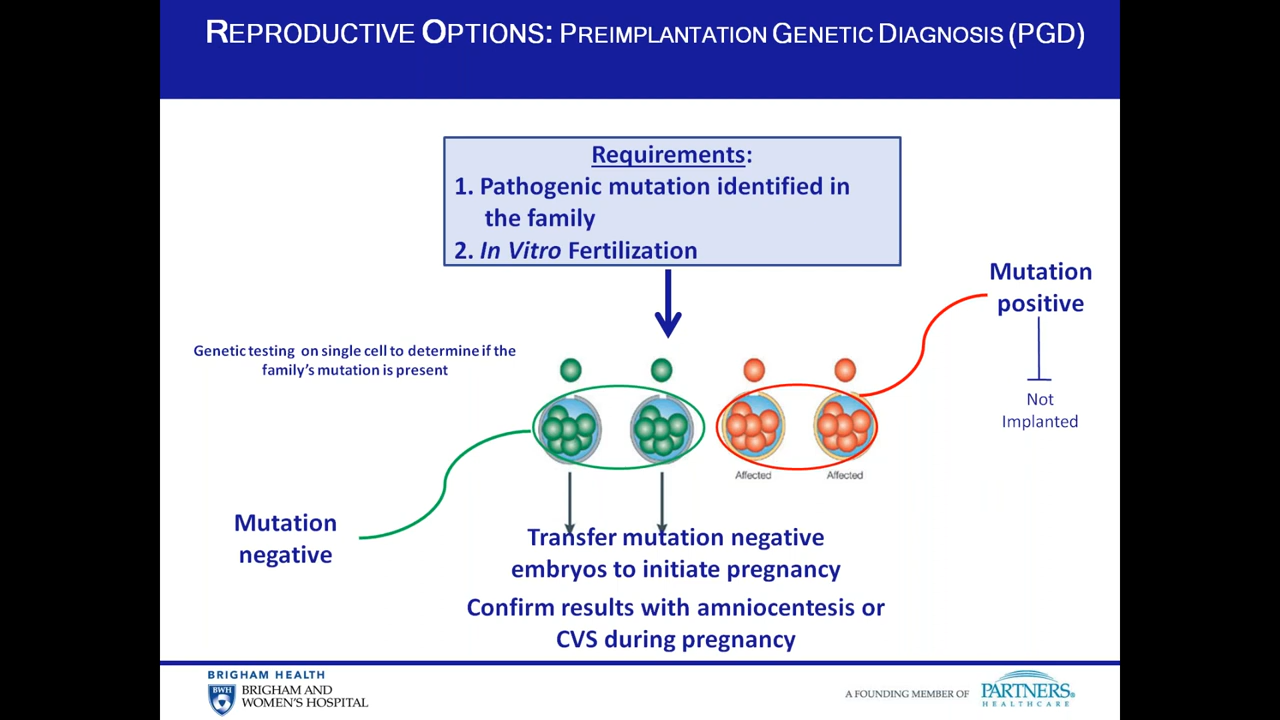 REPRODUCTIVE OPTIONS: PREIMPLANTATION GENETIC DIAGNOSIS (PGD)
Requirements:
1. Pathogenic mutation identified in
the family
2. In Vitro Fertilization
Mutation
positive
Genetic testing on single cell to determine if the
family's mutation is present
Not
Implanted
Affected
Affected
Mutation
negative
Transfer mutation negative
embryos to initiate pregnancy
Confirm results with amniocentesis or
CVS during pregnancy
BRIGHAM HEALTH
BWH
BRIGHAM AND
WOMEN'S HOSPITAL
A FOUNDING MEMBER OF
PARTNERS®
HEALTHCARE